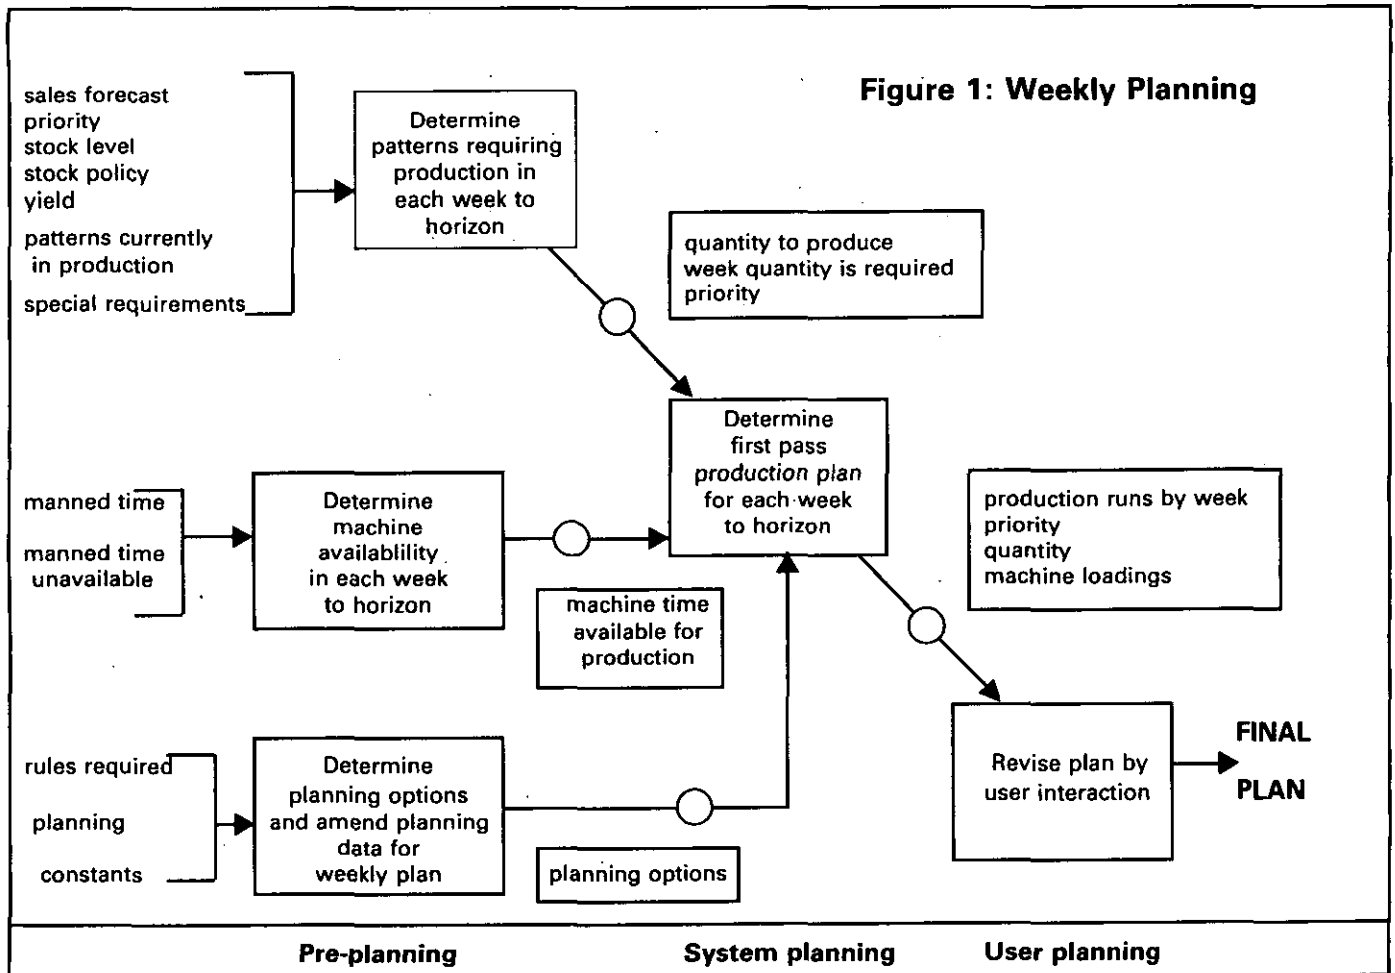 Figure 1: Weekly Planning
sales forecast
priority
stock level
stock policy
yield
patterns currently
in production
special requirements
Determine
patterns requiring
production in
each week to
horizon
quantity to produce
week quantity is required
priority
manned time
manned time
unavailable
Determine
machine
availablility
in each week
to horizon
machine time
available for
production
Determine
first pass
production plan
for each week
to horizon
production runs by week
priority
quantity
machine loadings
rules required
planning
constants
Determine
planning options
and amend planning
data for
weekly plan
planning options
Revise plan by
user interaction
FINAL
PLAN
Pre-planning
System planning
User planning